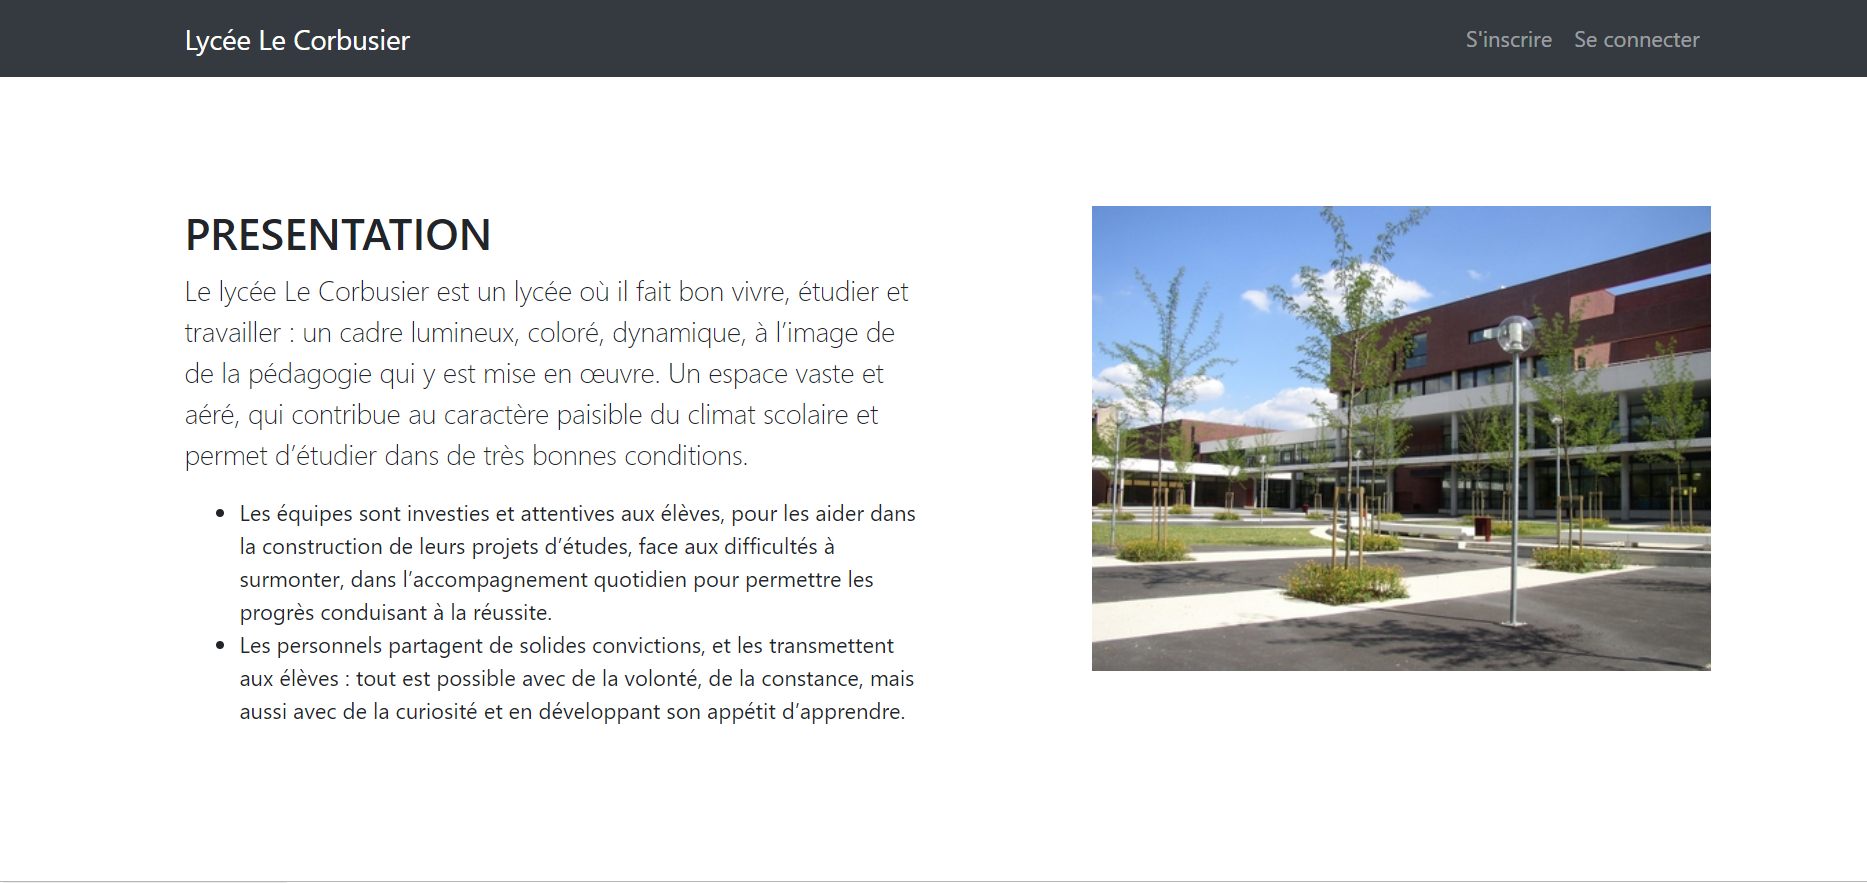 Lycée Le Corbusier
S'inscrire Se connecter
PRESENTATION
Le lycée Le Corbusier est un lycée où il fait bon vivre, étudier et
travailler : un cadre lumineux, coloré, dynamique, à l’image de
de la pédagogie qui y est mise en œuvre. Un espace vaste et
aéré, qui contribue au caractère paisible du climat scolaire et
permet d’étudier dans de très bonnes conditions.
• Les équipes sont investies et attentives aux élèves, pour les aider dans
la construction de leurs projets d’études, face aux difficultés à
surmonter, dans l’accompagnement quotidien pour permettre les
progrès conduisant à la réussite.
• Les personnels partagent de solides convictions, et les transmettent
aux élèves : tout est possible avec de la volonté, de la constance, mais
aussi avec de la curiosité et en développant son appétit d’apprendre.